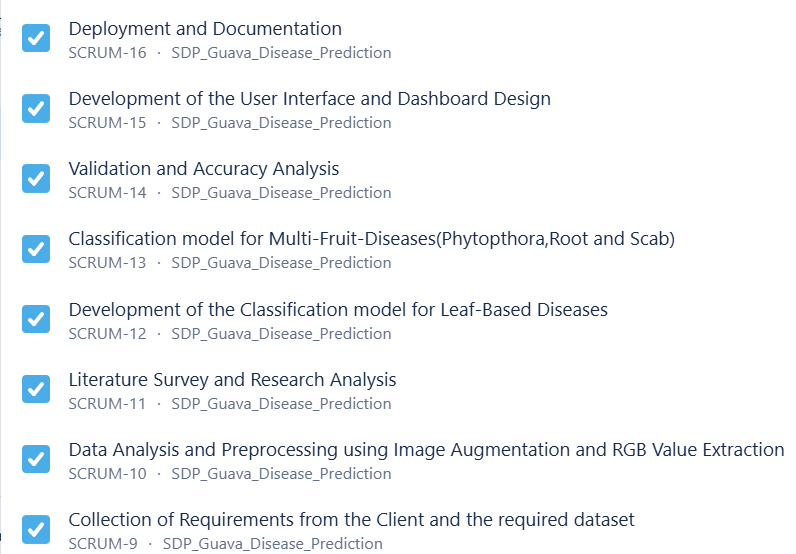 Deployment and Documentation
SCRUM-16 · SDP_Guava_Disease_Prediction
Development of the User Interface and Dashboard Design
SCRUM-15 · SDP_Guava_Disease_Prediction
Validation and Accuracy Analysis
SCRUM-14 · SDP_Guava_Disease_Prediction
Classification model for Multi-Fruit-Diseases(Phytopthora,Root and Scab)
SCRUM-13 · SDP_Guava_Disease_Prediction
Development of the Classification model for Leaf-Based Diseases
SCRUM-12 · SDP_Guava_Disease_Prediction
Literature Survey and Research Analysis
SCRUM-11 · SDP_Guava_Disease_Prediction
Data Analysis and Preprocessing using Image Augmentation and RGB Value Extraction
SCRUM-10 · SDP_Guava_Disease_Prediction
Collection of Requirements from the Client and the required dataset
SCRUM-9 · SDP_Guava_Disease_Prediction